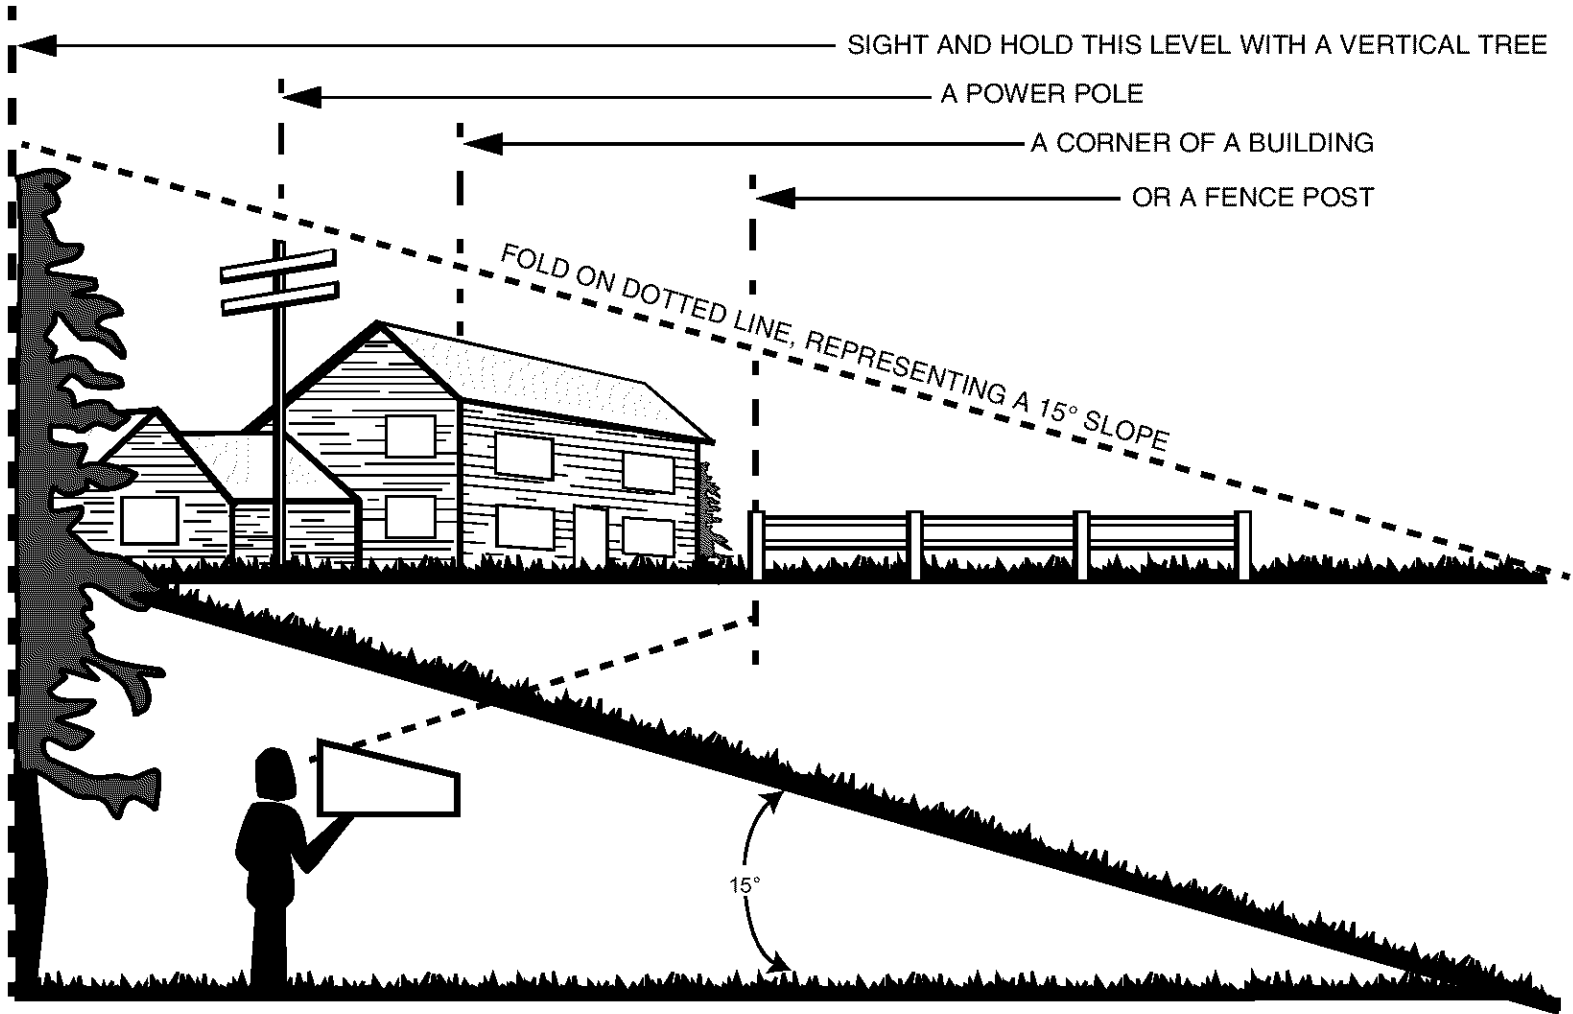 SIGHT AND HOLD THIS LEVEL WITH A VERTICAL TREE
A POWER POLE
A CORNER OF A BUILDING
OR A FENCE POST
FOLD ON DOTTED LINE, REPRESENTING A 15° SLOPE
15°